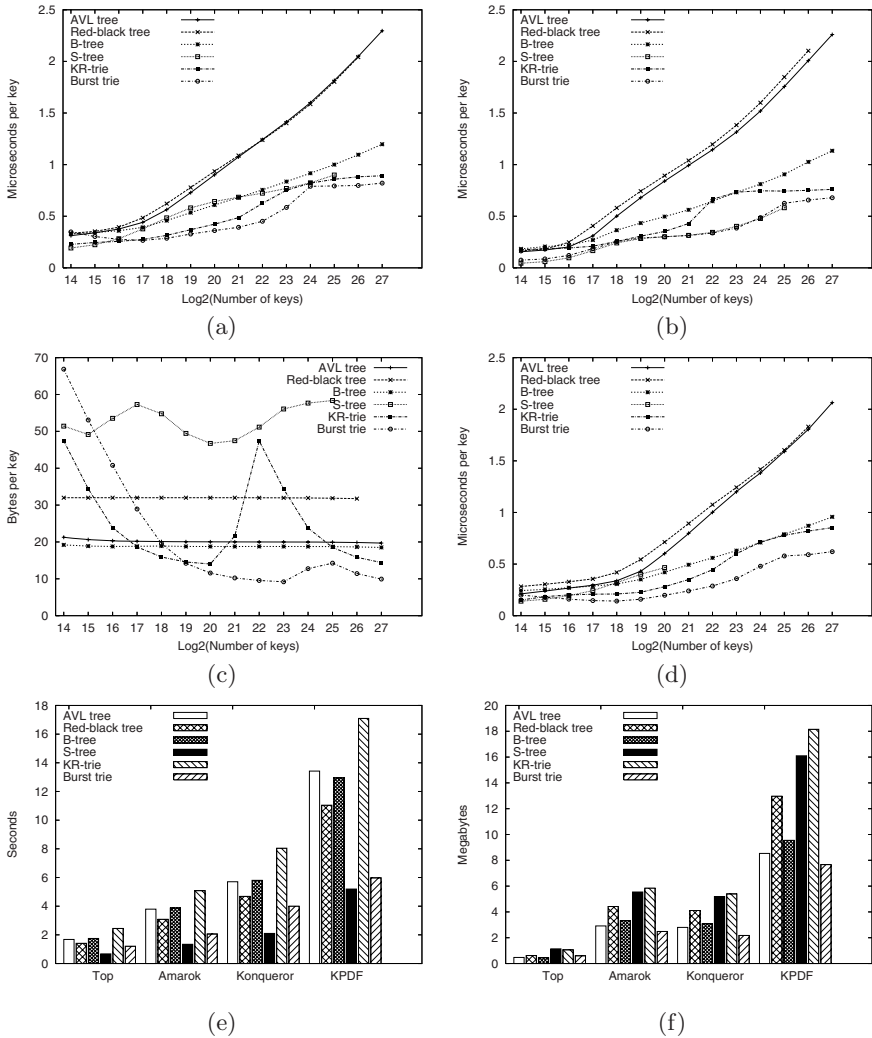 2.5
2
1.5
1
0.5
0
Microseconds per key
AVL tree
Red-black tree
B-tree
S-tree
KR-trie
Burst trie
14 15 16 17 18 19 20 21 22 23 24 25 26 27
Log2(Number of keys)
(a)
2.5
2
1.5
1
0.5
0
Microseconds per key
AVL tree
Red-black tree
B-tree
S-tree
KR-trie
Burst trie
14 15 16 17 18 19 20 21 22 23 24 25 26 27
Log2(Number of keys)
(b)
70
60
50
40
30
20
10
0
Bytes per key
AVL tree
Red-black tree
B-tree
S-tree
KR-trie
Burst trie
14 15 16 17 18 19 20 21 22 23 24 25 26 27
Log2(Number of keys)
(c)
2.5
2
1.5
1
0.5
0
Microseconds per key
AVL tree
Red-black tree
B-tree
S-tree
KR-trie
Burst trie
14 15 16 17 18 19 20 21 22 23 24 25 26 27
Log2(Number of keys)
(d)
18
16
14
12
10
8
6
4
2
0
Seconds
AVL tree
Red-black tree
B-tree
S-tree
KR-trie
Burst trie
Top Amarok Konqueror KPDF
(e)
20
18
16
14
12
10
8
6
4
2
0
Megabytes
AVL tree
Red-black tree
B-tree
S-tree
KR-trie
Burst trie
Top Amarok Konqueror KPDF
(f)